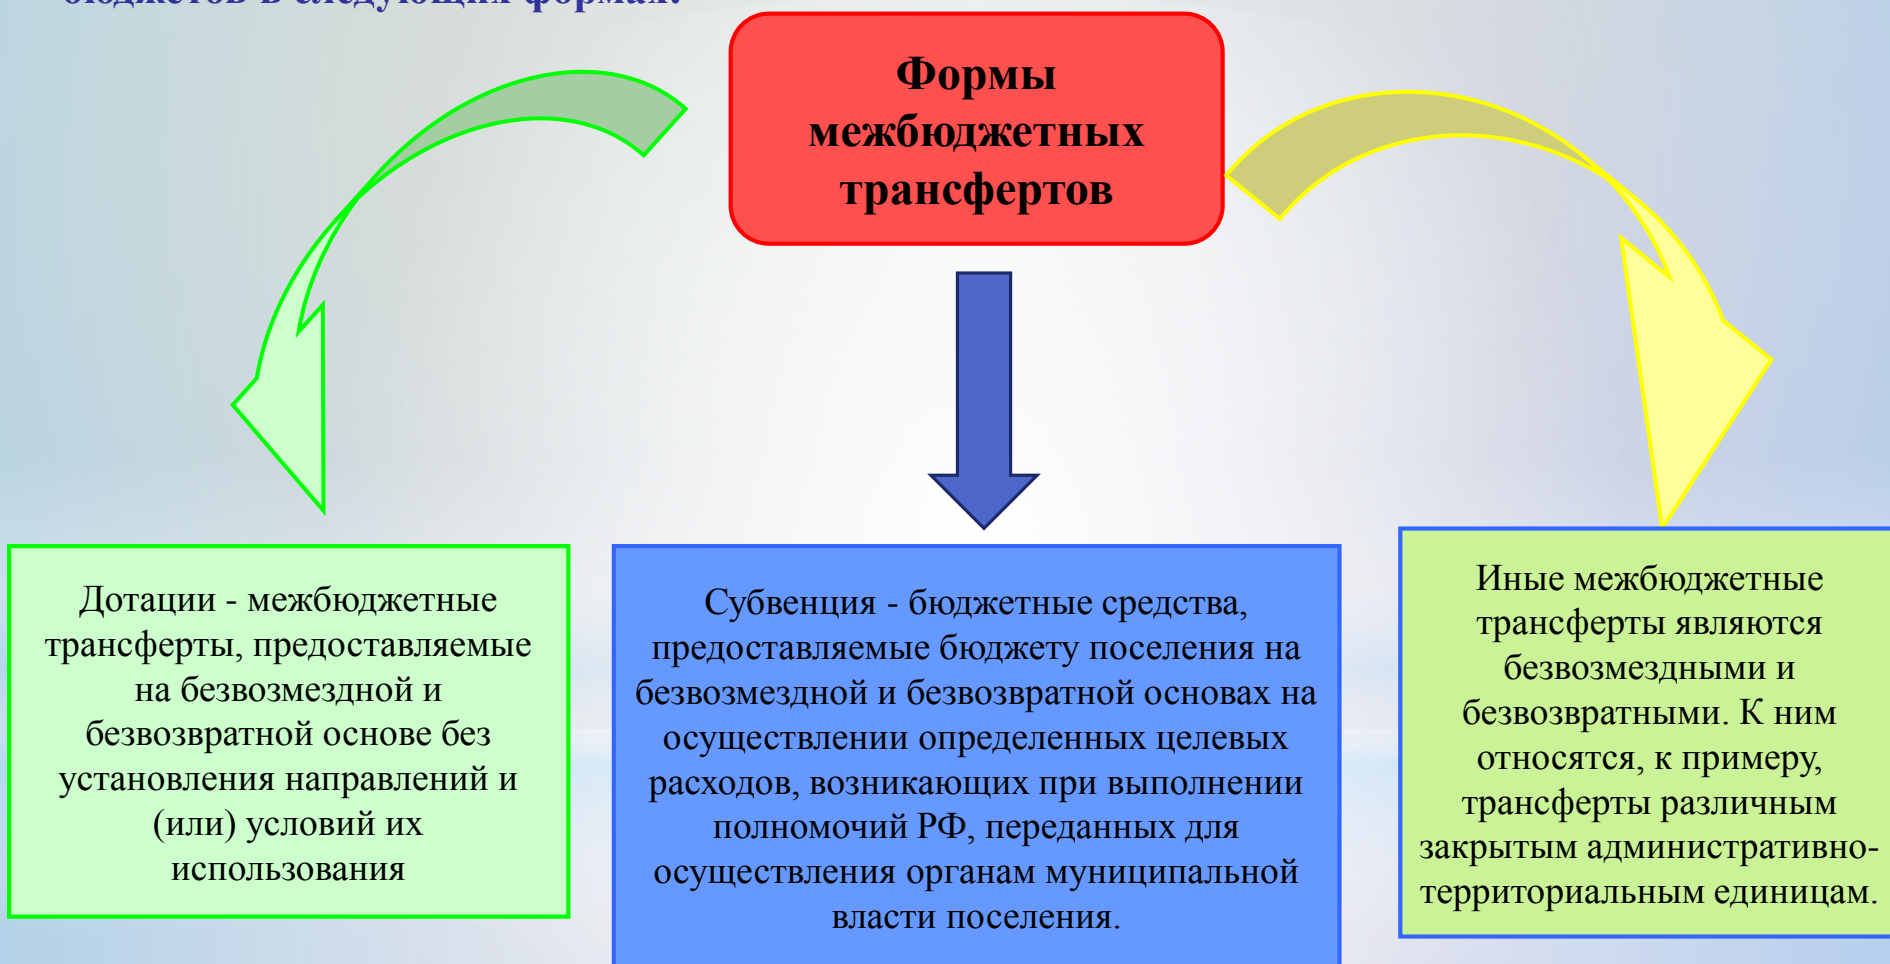 бюджетов в следующих формах:
Формы
межбюджетных
трансфертов
Дотации - межбюджетные
трансферты, предоставляемые
на безвозмездной и
безвозвратной основе без
установления направлений и
(или) условий их
использования
Субвенция - бюджетные средства,
предоставляемые бюджету поселения на
безвозмездной и безвозвратной основах на
осуществлении определенных целевых
расходов, возникающих при выполнении
полномочий РФ, переданных для
осуществления органам муниципальной
власти поселения.
Иные межбюджетные
трансферты являются
безвозмездными и
безвозвратными. К ним
относятся, к примеру,
трансферты различным
закрытым административно-
территориальным единицам.